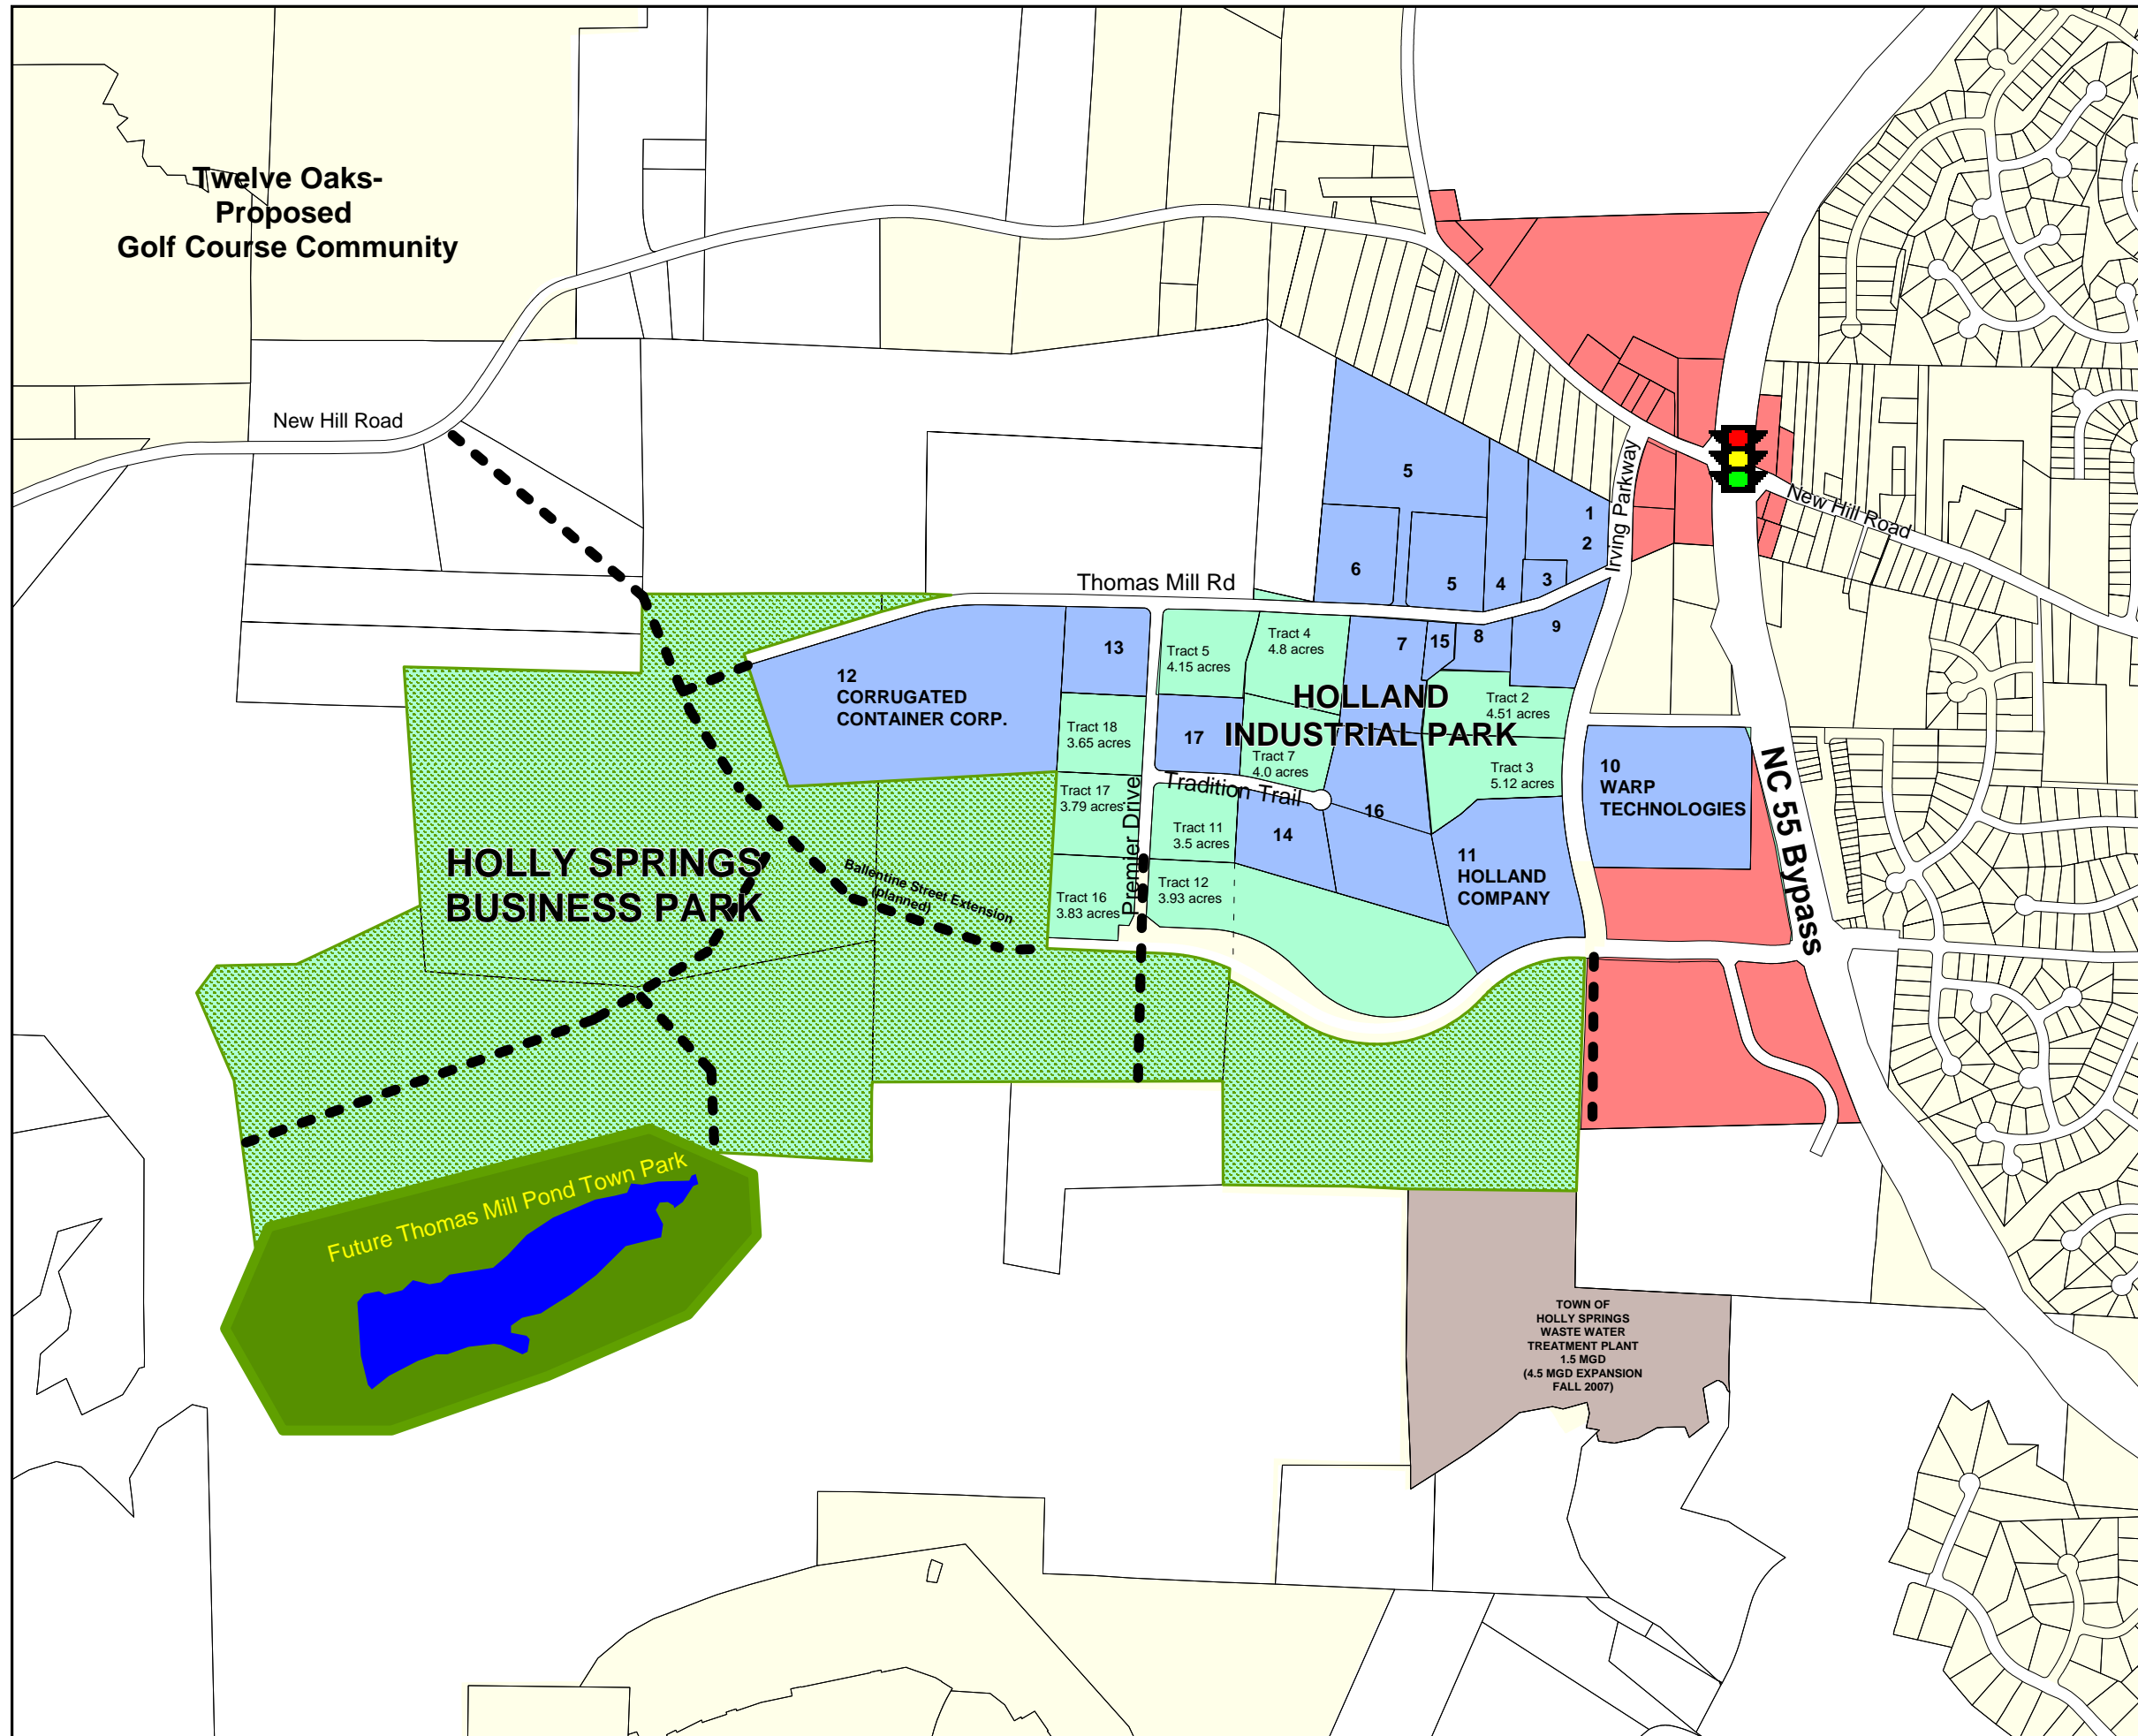 Twelve Oaks-
Proposed
Golf Course Community
New Hill Road
New Hill Road
Irving Parkway
Thomas Mill Rd
5
1
2
6
5
4
3
13
Tract 5
4.15 acres
Tract 4
4.8 acres
7
15
8
9
12
CORRUGATED
CONTAINER CORP.
HOLLAND
INDUSTRIAL PARK
Tract 2
4.51 acres
Tract 18
3.65 acres
17
Tract 7
4.0 acres
Tract 3
5.12 acres
10
WARP
TECHNOLOGIES
NC 55 Bypass
Tract 17
3.79 acres
Premier Drive
Tradition Trail
16
Tract 11
3.5 acres
14
11
HOLLAND
COMPANY
HOLLY SPRINGS
BUSINESS PARK
Ballentine Street Extension
(planned)
Tract 16
3.83 acres
Tract 12
3.93 acres
Future Thomas Mill Pond Town Park
TOWN OF
HOLLY SPRINGS
WASTE WATER
TREATMENT PLANT
1.5 MGD
(4.5 MGD EXPANSION
FALL 2007)